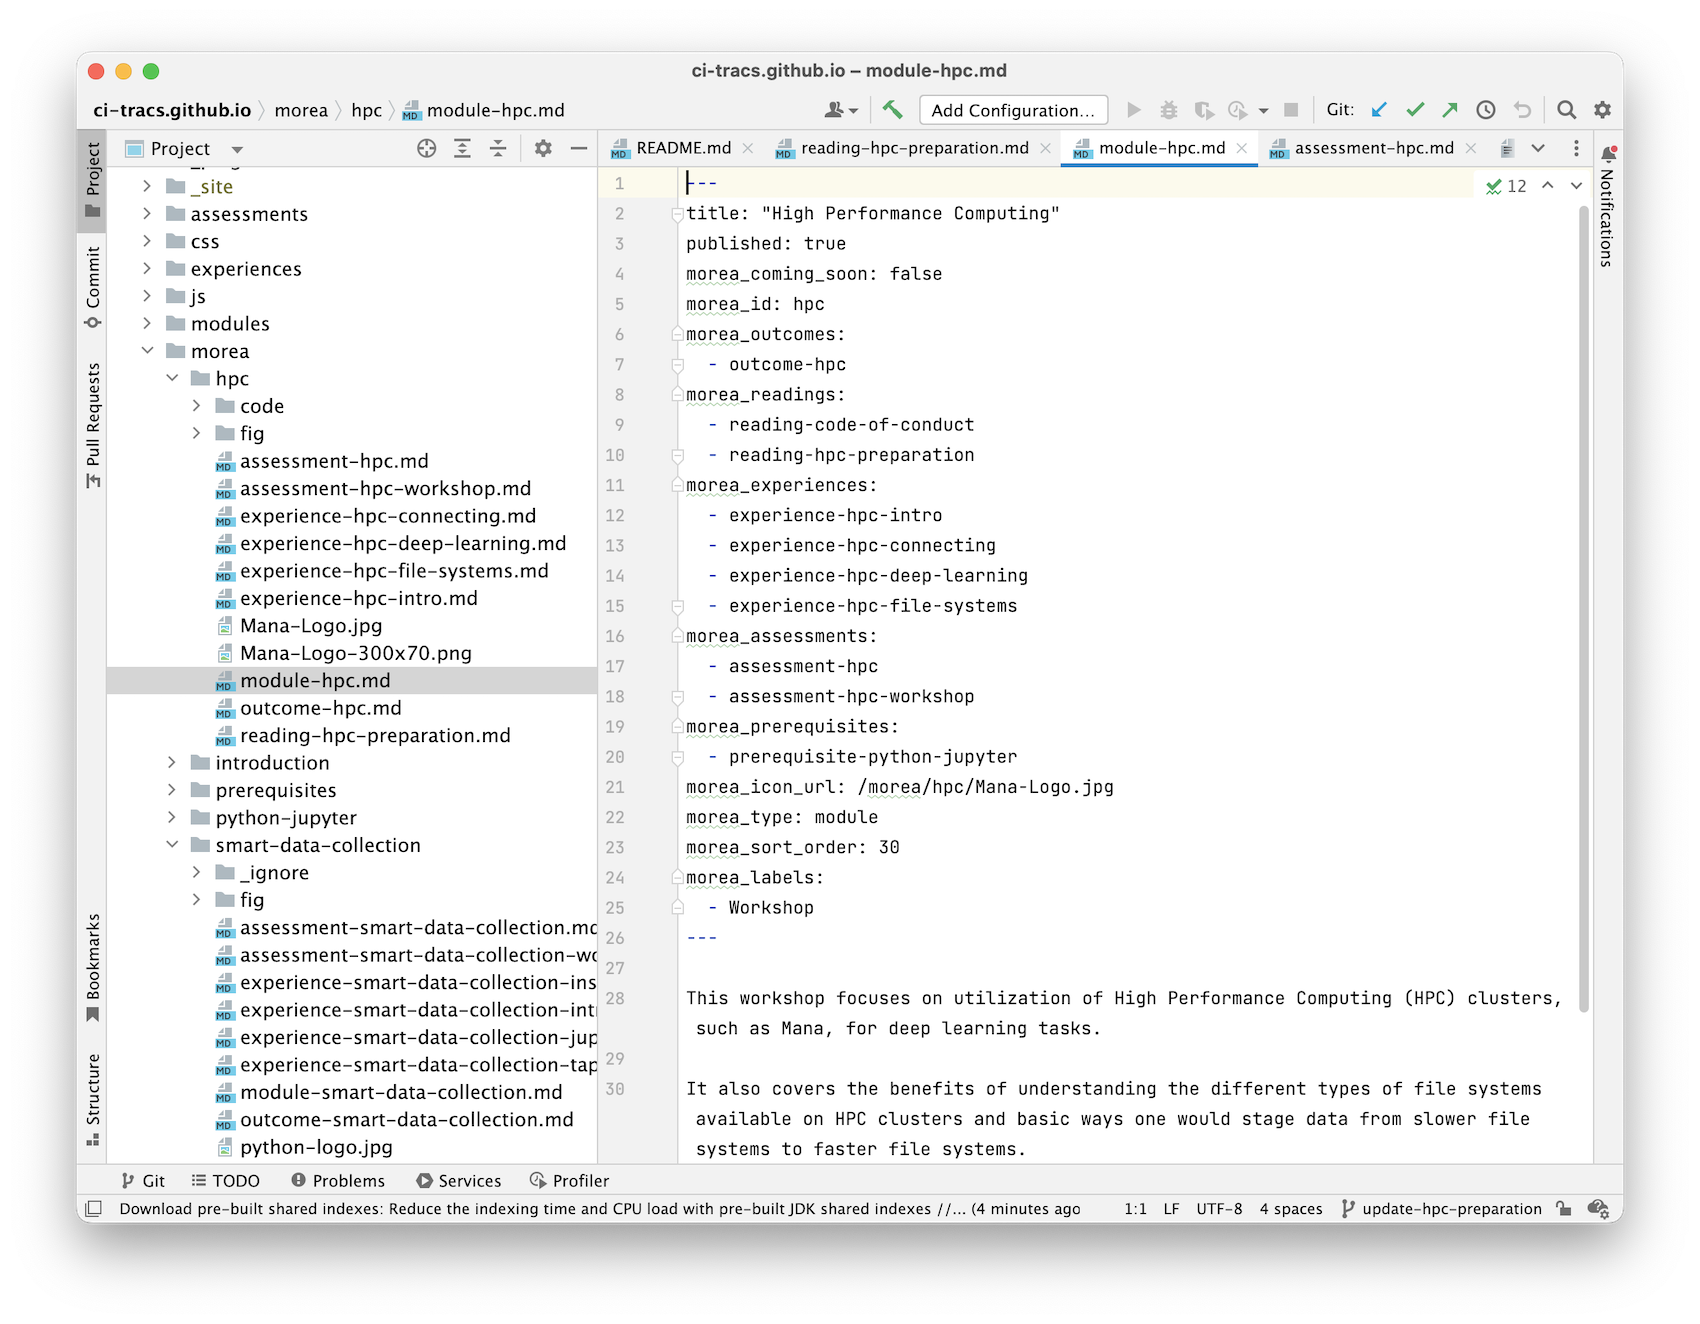 ci-tracs.github.io – module-hpc.md
ci-tracs.github.io morea hpc module-hpc.md
Add Configuration...
Git:
Project
Commit
Pull Requests
Bookmarks
Structure
Project
_site
assessments
css
experiences
js
modules
morea
hpc
code
fig
assessment-hpc.md
assessment-hpc-workshop.md
experience-hpc-connecting.md
experience-hpc-deep-learning.md
experience-hpc-file-systems.md
experience-hpc-intro.md
Mana-Logo.jpg
Mana-Logo-300x70.png
module-hpc.md
outcome-hpc.md
reading-hpc-preparation.md
introduction
prerequisites
python-jupyter
smart-data-collection
_ignore
fig
assessment-smart-data-collection.md
assessment-smart-data-collection-wo
experience-smart-data-collection-ins
experience-smart-data-collection-int
experience-smart-data-collection-jup
experience-smart-data-collection-tap
module-smart-data-collection.md
outcome-smart-data-collection.md
python-logo.jpg
README.md reading-hpc-preparation.md module-hpc.md assessment-hpc.md
12
1 ---
2 title: "High Performance Computing"
3 published: true
4 morea_coming_soon: false
5 morea_id: hpc
6 morea_outcomes:
7 - outcome-hpc
8 morea_readings:
9 - reading-code-of-conduct
10 - reading-hpc-preparation
11 morea_experiences:
12 - experience-hpc-intro
13 - experience-hpc-connecting
14 - experience-hpc-deep-learning
15 - experience-hpc-file-systems
16 morea_assessments:
17 - assessment-hpc
18 - assessment-hpc-workshop
19 morea_prerequisites:
20 - prerequisite-python-jupyter
21 morea_icon_url: /morea/hpc/Mana-Logo.jpg
22 morea_type: module
23 morea_sort_order: 30
24 morea_labels:
25 - Workshop
26 ---
27
28 This workshop focuses on utilization of High Performance Computing (HPC) clusters,
such as Mana, for deep learning tasks.
29
30 It also covers the benefits of understanding the different types of file systems
available on HPC clusters and basic ways one would stage data from slower file
systems to faster file systems.
Notifications
Git TODO Problems Services Profiler
Download pre-built shared indexes: Reduce the indexing time and CPU load with pre-built JDK shared indexes //... (4 minutes ago 1:1 LF UTF-8 4 spaces update-hpc-preparation